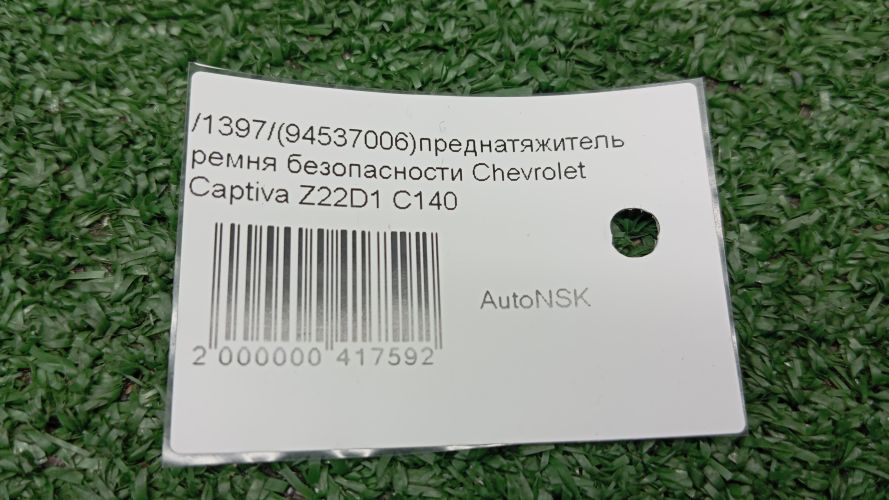 /1397/(94537006)преднатяжитель
ремня безопасности Chevrolet
Captiva Z22D1 C140
AutoNSK
2 000000 417592